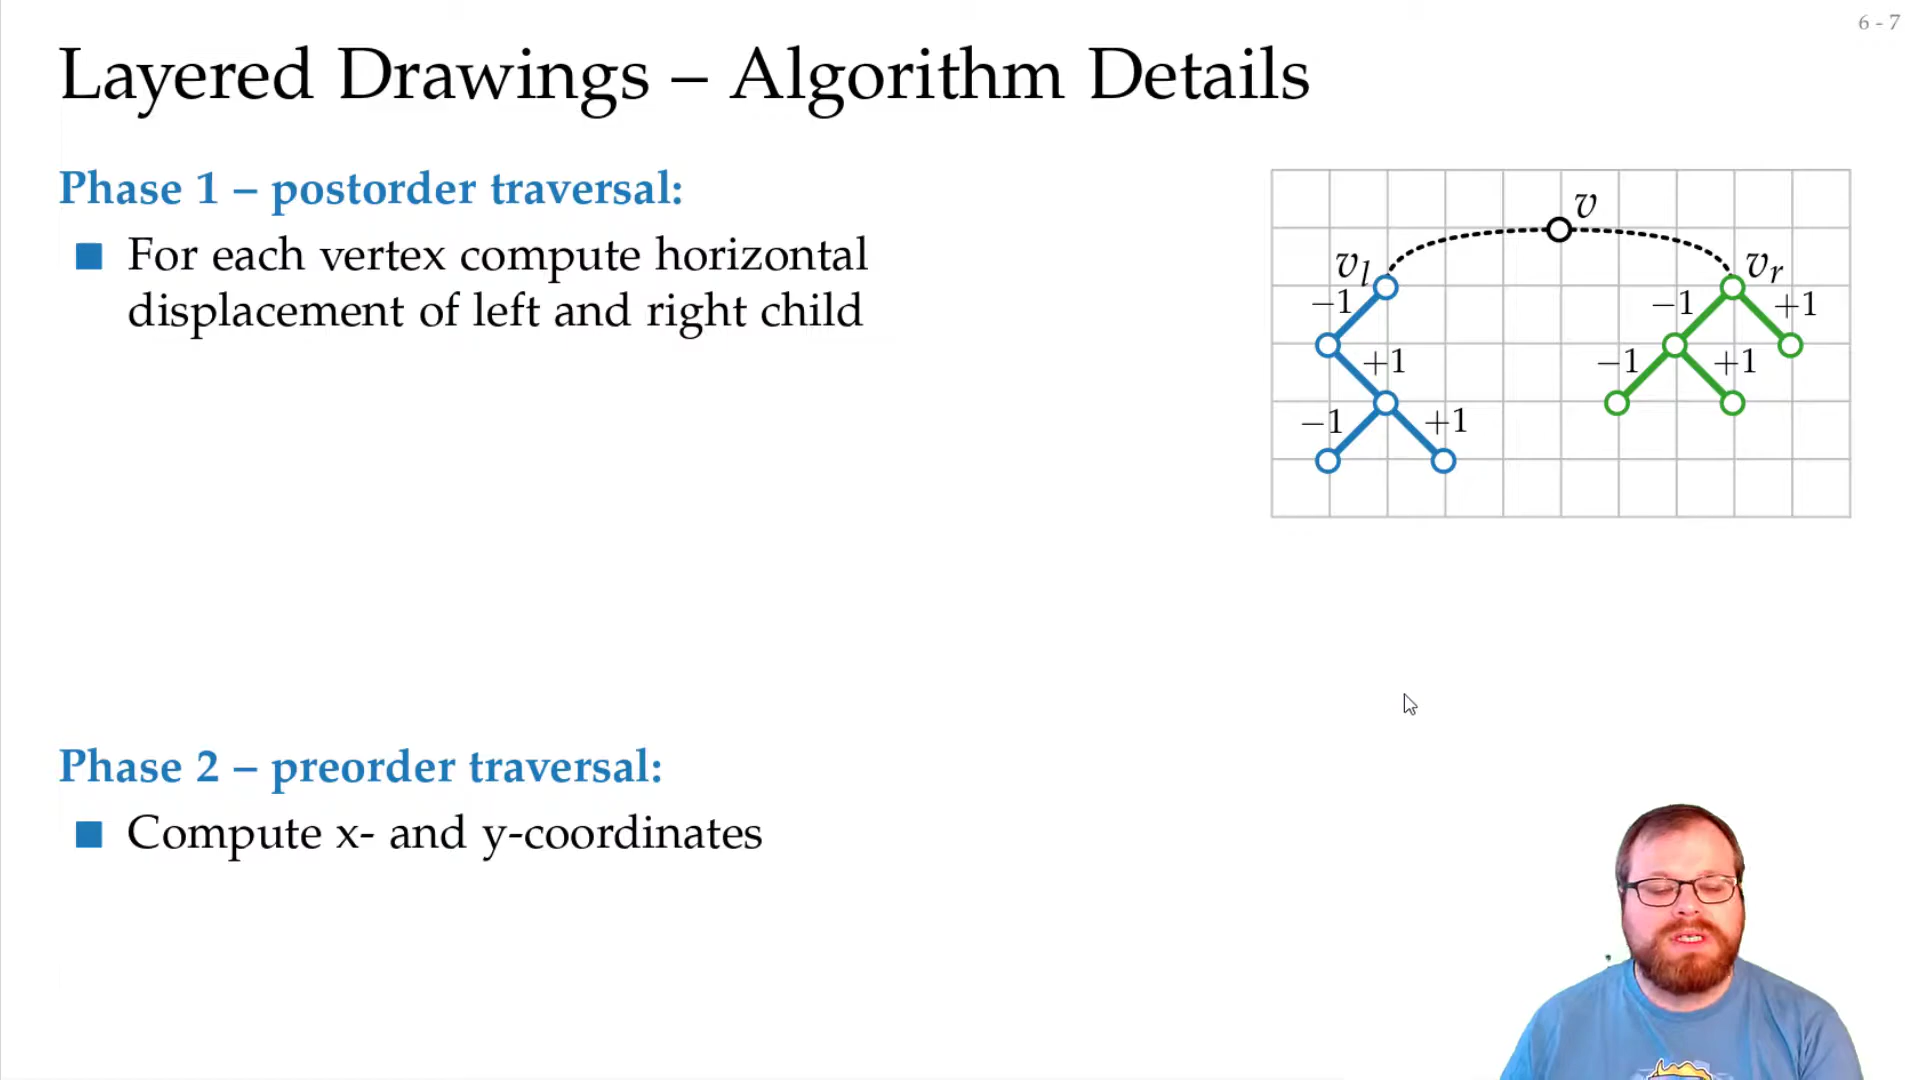 6 - 7
Layered Drawings – Algorithm Details
Phase 1 – postorder traversal:
For each vertex compute horizontal
displacement of left and right child
v
v_l
v_r
−1
−1
+1
+1
−1
+1
−1
+1
Phase 2 – preorder traversal:
Compute x- and y-coordinates